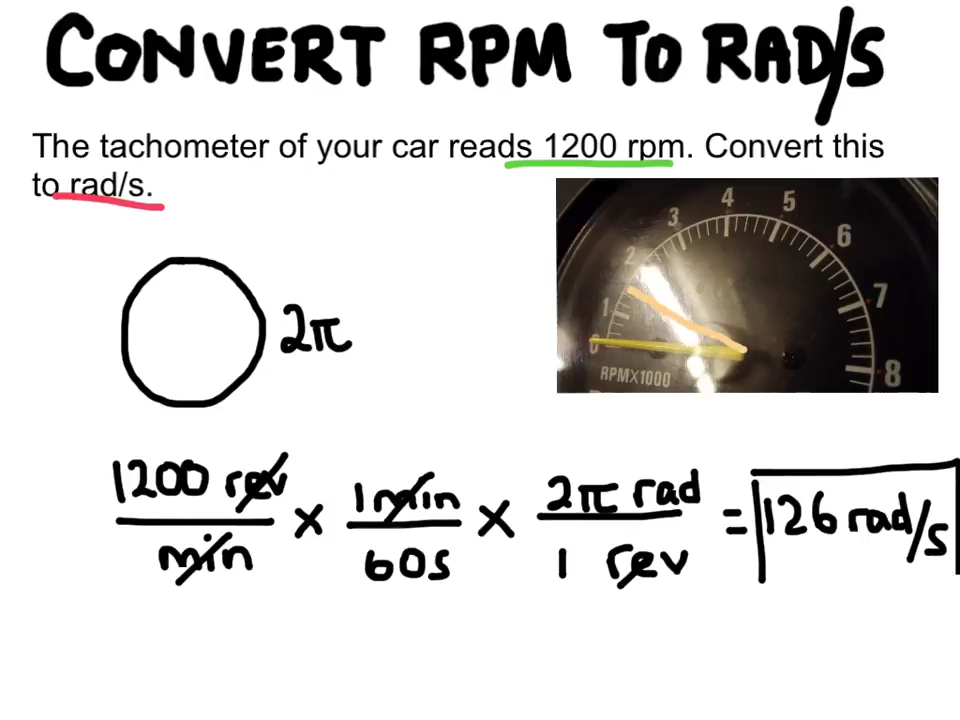 CONVERT RPM TO RAD/S
The tachometer of your car reads 1200 rpm. Convert this
to rad/s.
0 1 2 3 4 5 6 7 8
RPMX1000
2π
1200 rev/min × 1 min/60s × 2π rad/1 rev = 126 rad/s